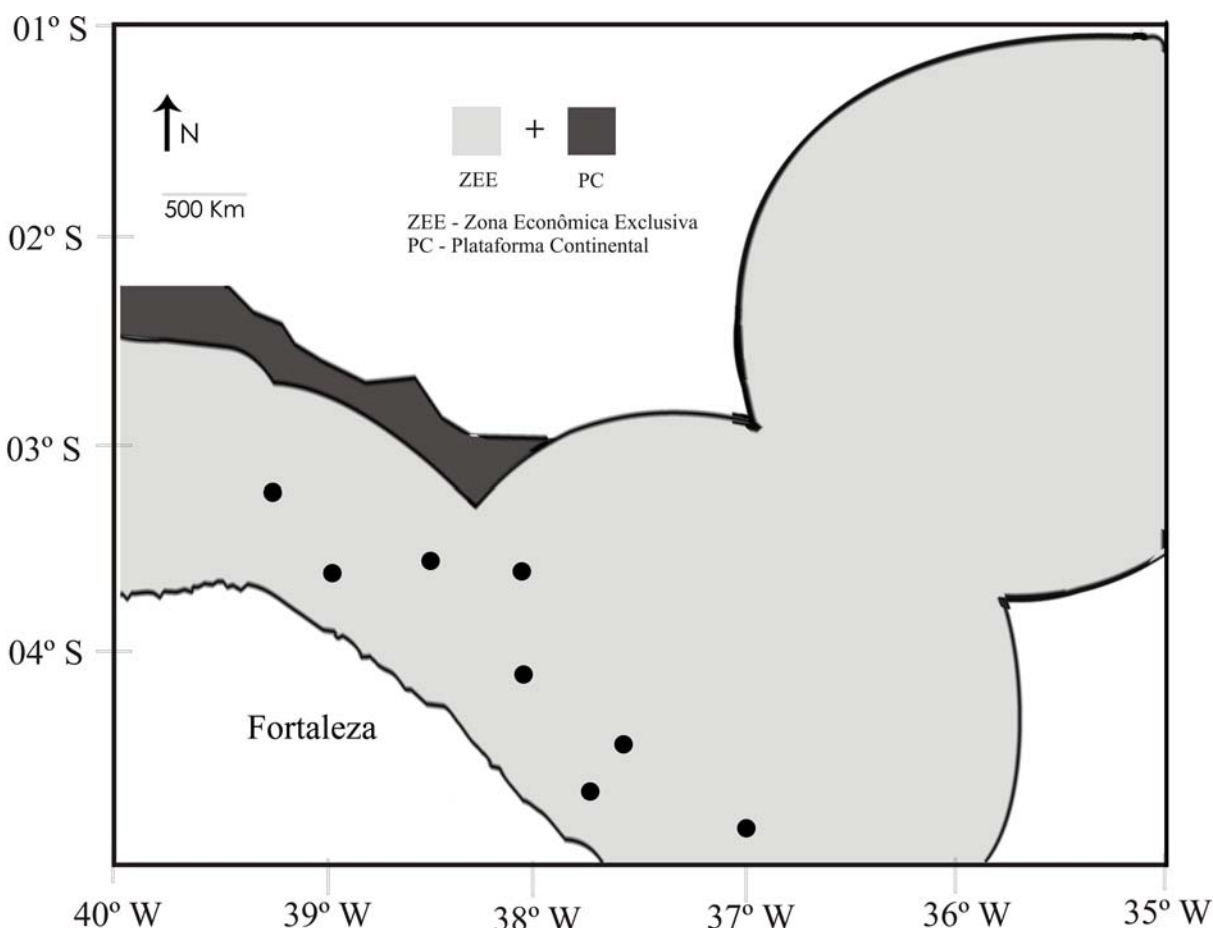 01º S
N
500 Km
ZEE + PC
ZEE - Zona Econômica Exclusiva
PC - Plataforma Continental
02º S
03º S
04º S
Fortaleza
40º W 39º W 38º W 37º W 36º W 35º W